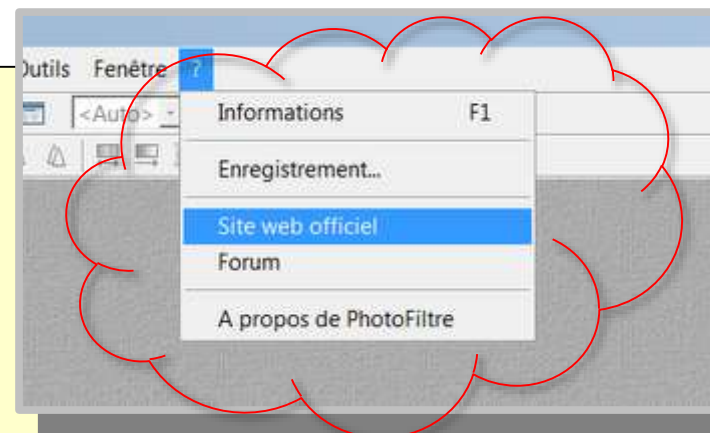 Outils Fenêtre ?
<Auto>
Informations F1
Enregistrement...
Site web officiel
Forum
A propos de PhotoFiltre